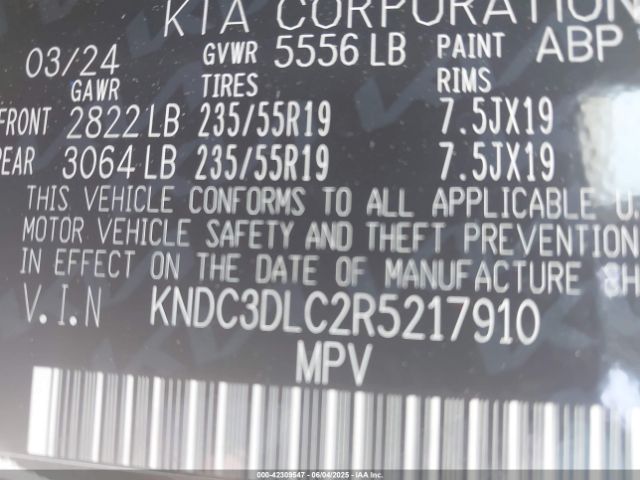 KIA CORPORATION
03/24 GVWR 5556 LB PAINT ABP
GAWR TIRES RIMS
FRONT 2822 LB 235/55R19 7.5JX19
REAR 3064 LB 235/55R19 7.5JX19
THIS VEHICLE CONFORMS TO ALL APPLICABLE U
MOTOR VEHICLE SAFETY AND THEFT PREVENTION
IN EFFECT ON THE DATE OF MANUFACTURE SH
V.I.N KNDC3DLC2R5217910
MPV
000-42309547 - 06/04/2025 - IAA Inc.